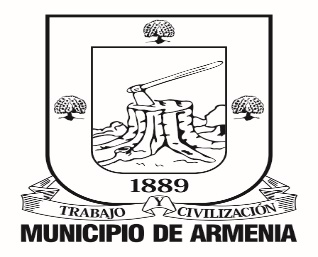 1889
TRABAJO Y CIVILIZACIÓN
MUNICIPIO DE ARMENIA